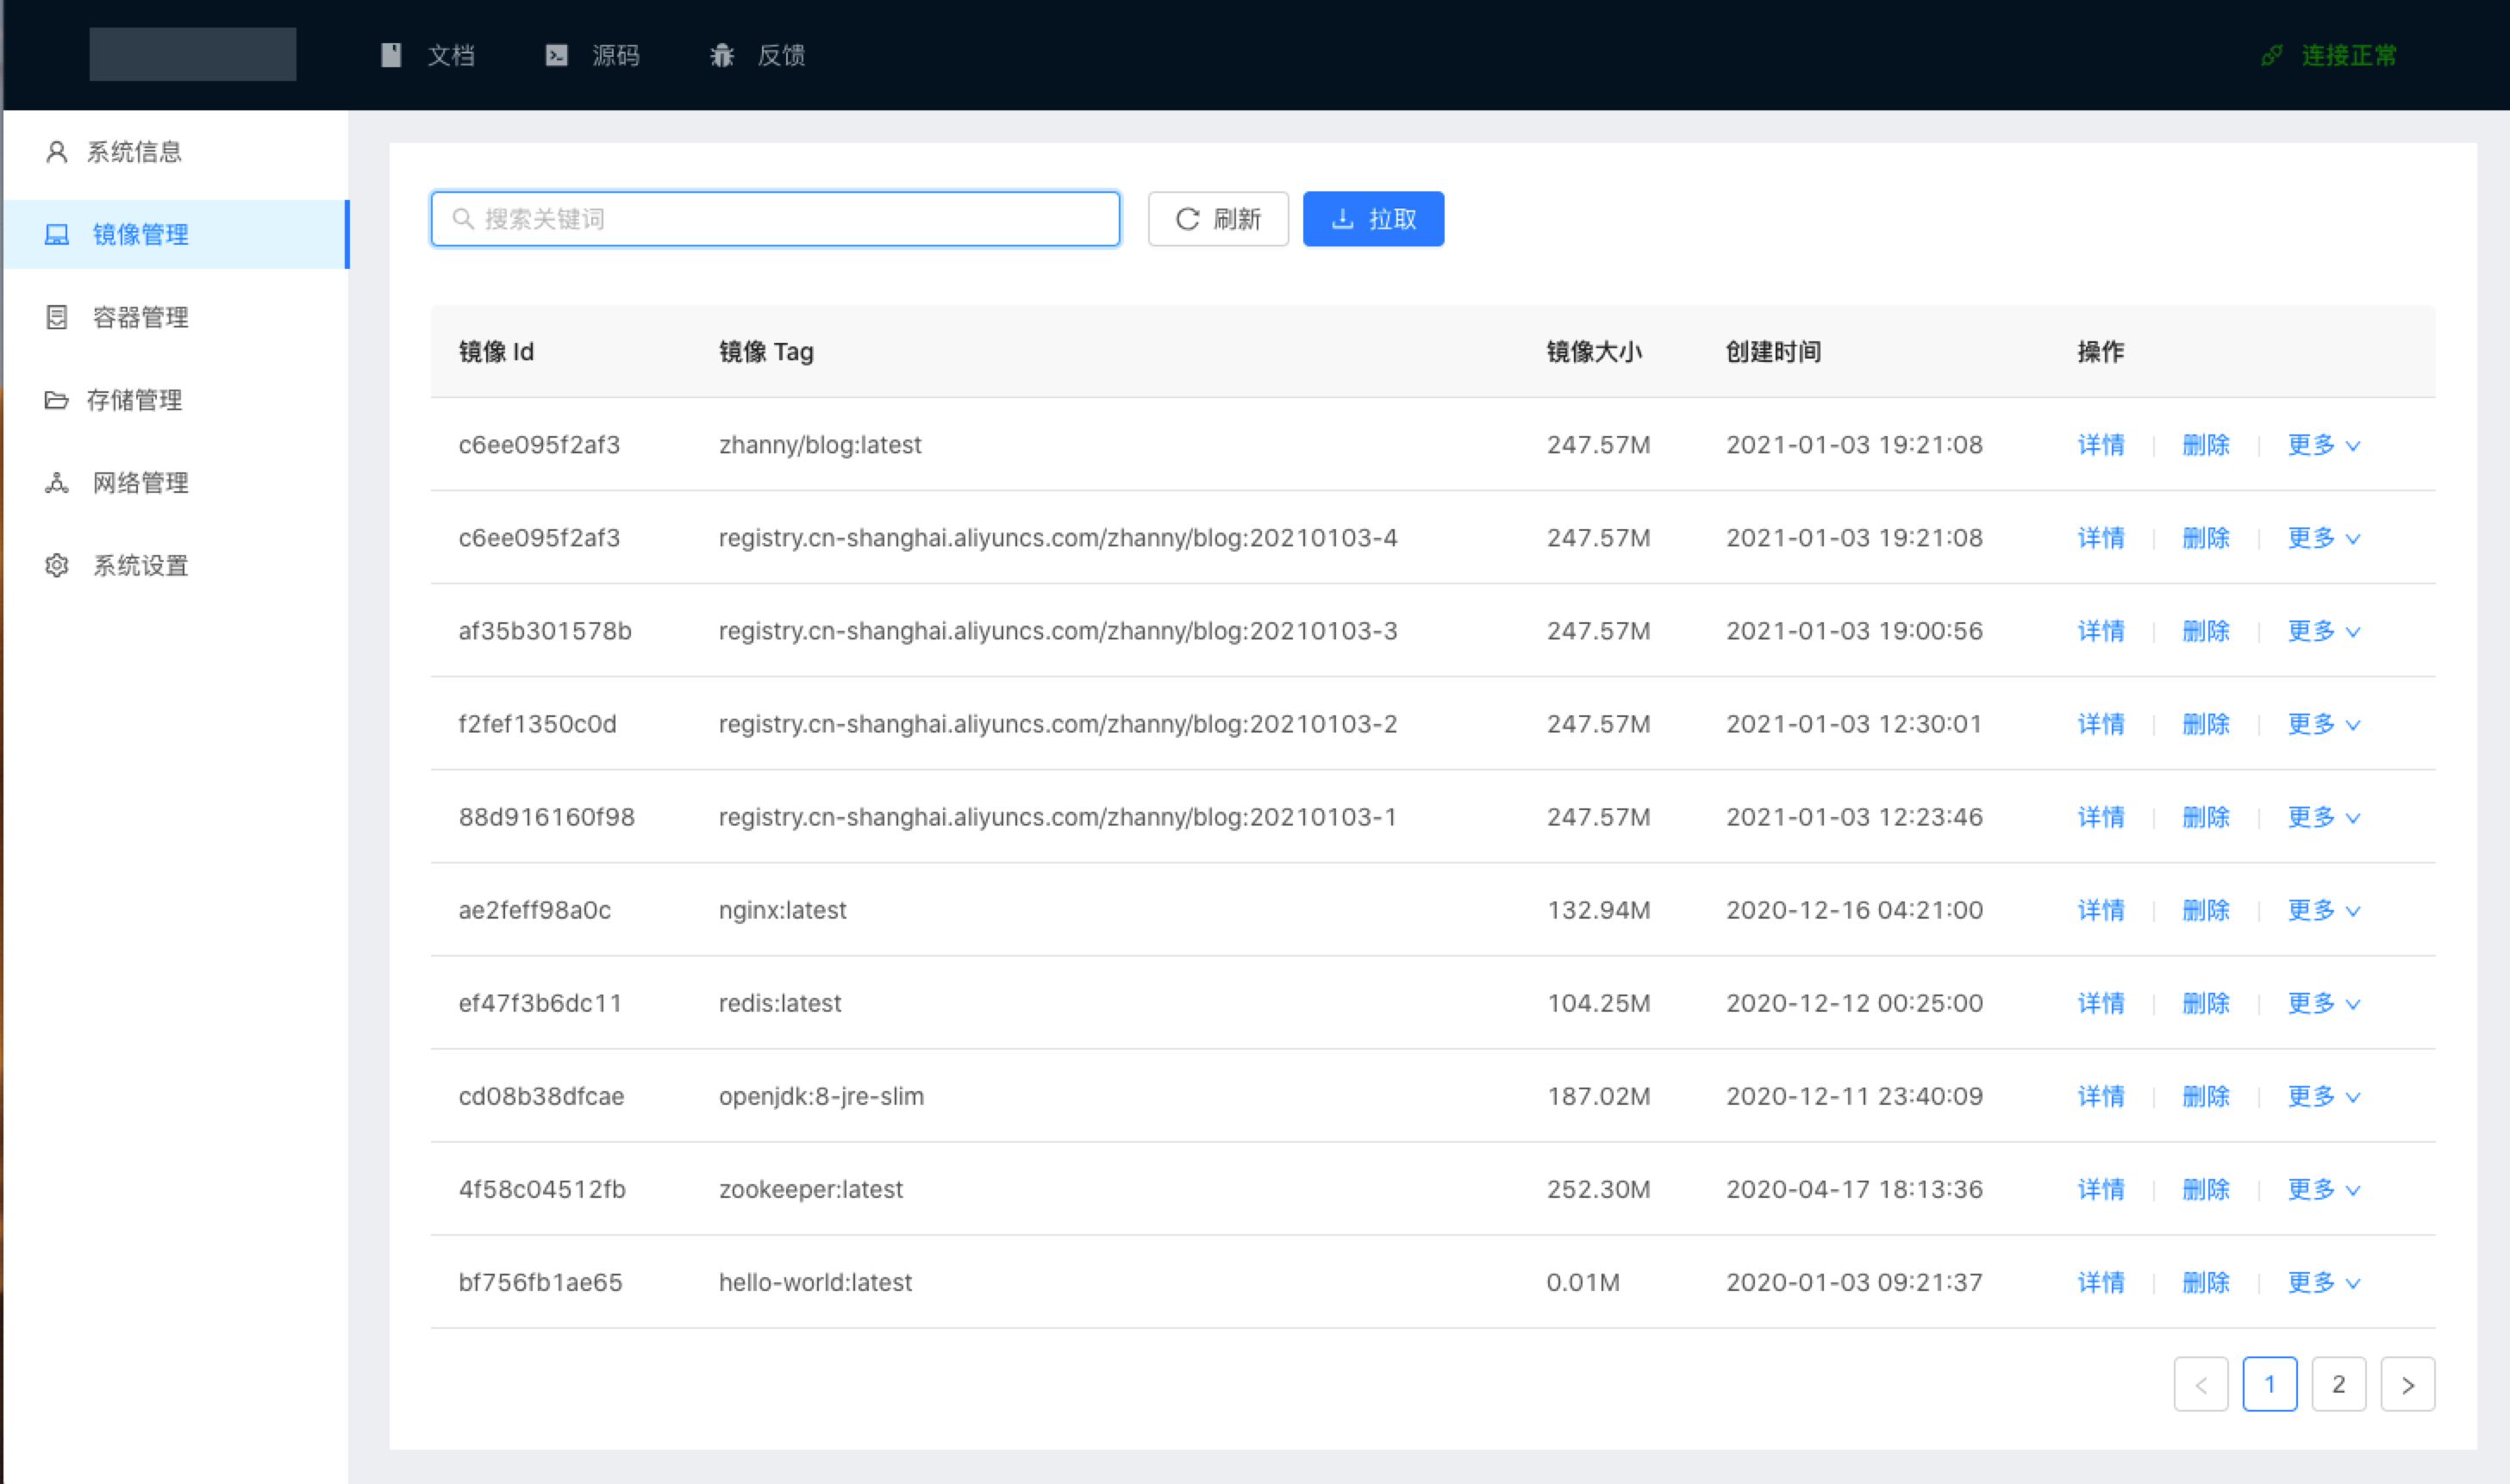 文档 源码 反馈 连接正常
系统信息
镜像管理
容器管理
存储管理
网络管理
系统设置
搜索关键词 刷新 拉取
镜像 Id 镜像 Tag 镜像大小 创建时间 操作
c6ee095f2af3 zhanny/blog:latest 247.57M 2021-01-03 19:21:08 详情 删除 更多
c6ee095f2af3 registry.cn-shanghai.aliyuncs.com/zhanny/blog:20210103-4 247.57M 2021-01-03 19:21:08 详情 删除 更多
af35b301578b registry.cn-shanghai.aliyuncs.com/zhanny/blog:20210103-3 247.57M 2021-01-03 19:00:56 详情 删除 更多
f2fef1350c0d registry.cn-shanghai.aliyuncs.com/zhanny/blog:20210103-2 247.57M 2021-01-03 12:30:01 详情 删除 更多
88d916160f98 registry.cn-shanghai.aliyuncs.com/zhanny/blog:20210103-1 247.57M 2021-01-03 12:23:46 详情 删除 更多
ae2feff98a0c nginx:latest 132.94M 2020-12-16 04:21:00 详情 删除 更多
ef47f3b6dc11 redis:latest 104.25M 2020-12-12 00:25:00 详情 删除 更多
cd08b38dfcae openjdk:8-jre-slim 187.02M 2020-12-11 23:40:09 详情 删除 更多
4f58c04512fb zookeeper:latest 252.30M 2020-04-17 18:13:36 详情 删除 更多
bf756fb1ae65 hello-world:latest 0.01M 2020-01-03 09:21:37 详情 删除 更多
1 2